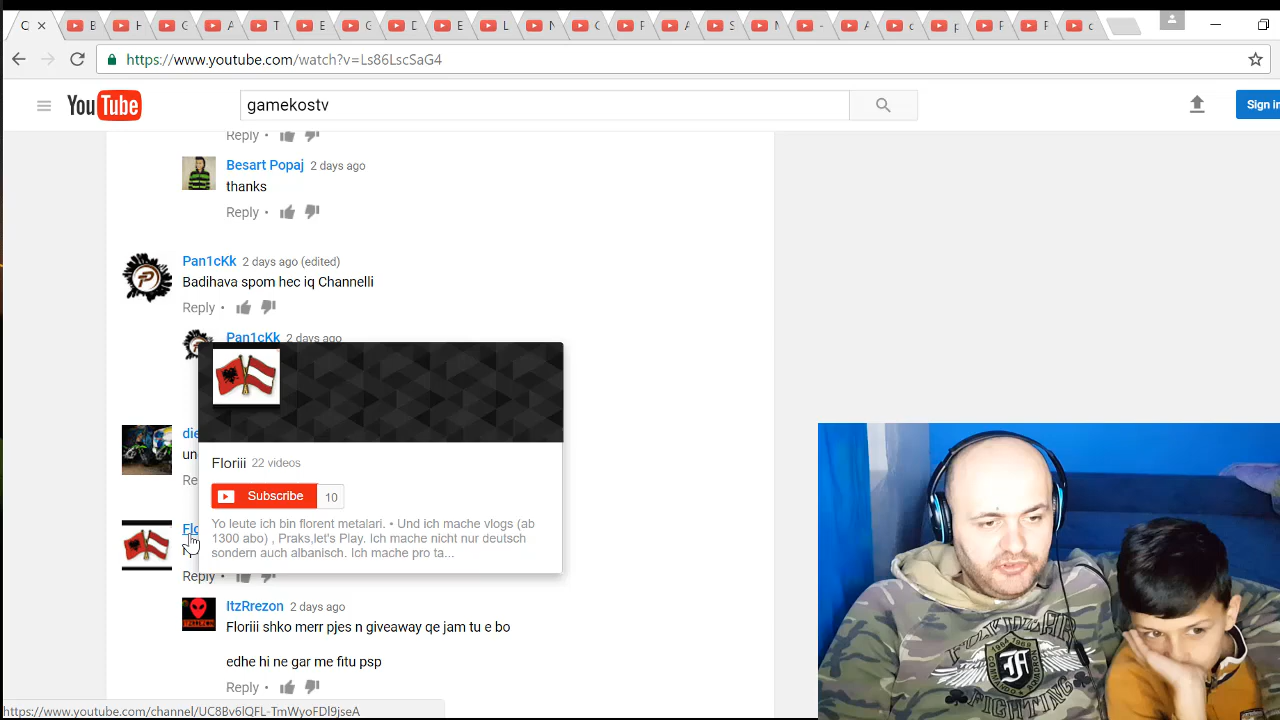 C
B
H
C
A
T
E
C
D
E
L
N
C
F
A
S
N
-
A
c
p
F
F
c
https://www.youtube.com/watch?v=Ls86LscSaG4
YouTube
gamekostv
Sign in
Reply •
Besart Popaj 2 days ago
thanks
Reply •
Pan1cKk 2 days ago (edited)
Badihava spom hec iq Channelli
Reply •
Pan1cKk 2 days ago
Floriii 22 videos
Subscribe 10
Yo leute ich bin florent metalari. • Und ich mache vlogs (ab
1300 abo) , Praks,let's Play. Ich mache nicht nur deutsch
sondern auch albanisch. Ich mache pro ta...
die
un
Re
Flo
Reply •
ItzRrezon 2 days ago
Floriii shko merr pjes n giveaway qe jam tu e bo
edhe hi ne gar me fitu psp
Reply •
https://www.youtube.com/channel/UC8Bv6lQFL-TmWyoFDl9jseA
FIGHTING